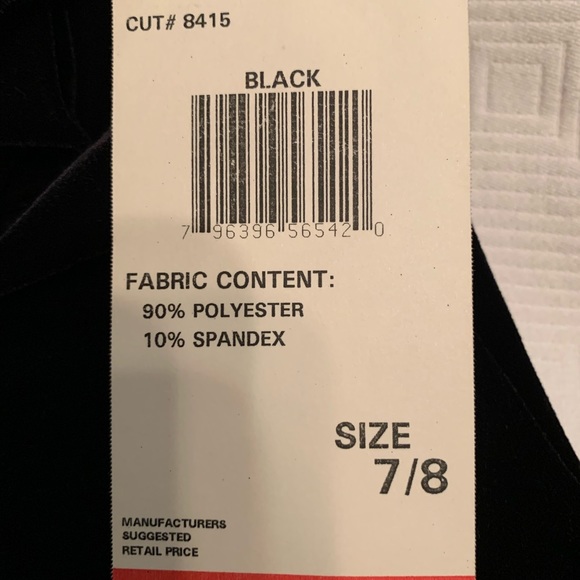 CUT# 8415
BLACK
7 96396 56542 0
FABRIC CONTENT:
90% POLYESTER
10% SPANDEX
SIZE
7/8
MANUFACTURERS
SUGGESTED
RETAIL PRICE